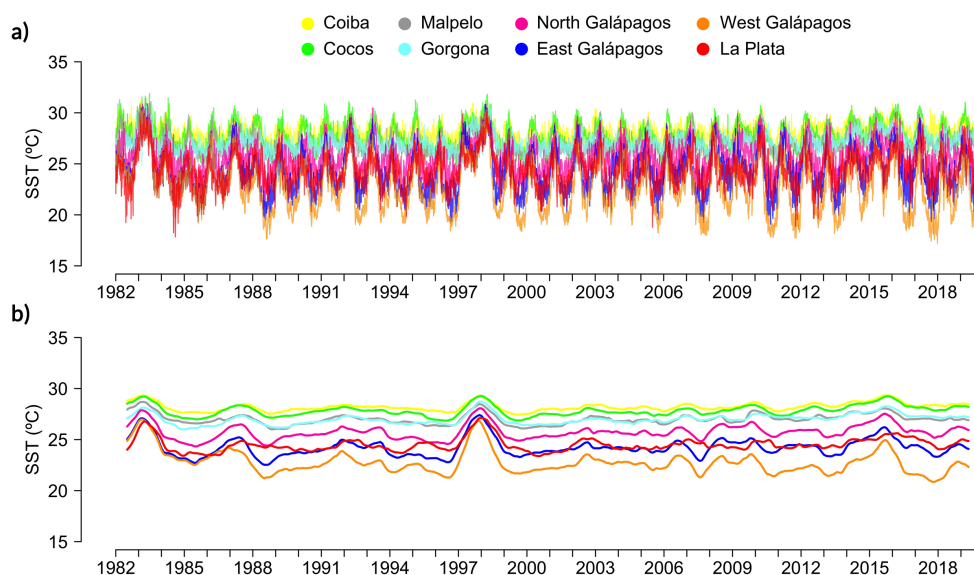 Coiba Malpelo North Galápagos West Galápagos
a)
Cocos Gorgona East Galápagos La Plata
35
30
SST (ºC)
25
20
15
1982 1985 1988 1991 1994 1997 2000 2003 2006 2009 2012 2015 2018
b)
35
30
SST (ºC)
25
20
15
1982 1985 1988 1991 1994 1997 2000 2003 2006 2009 2012 2015 2018